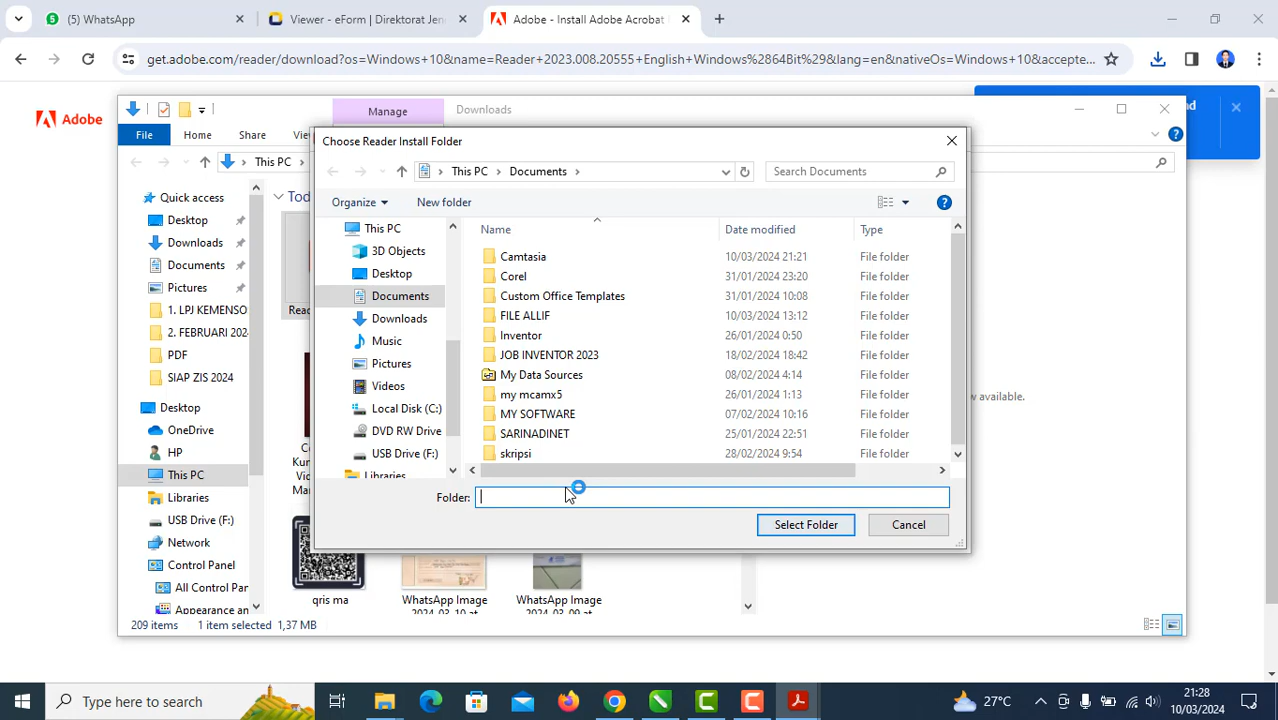 WhatsApp
Viewer - eForm | Direktorat Jen
Adobe - Install Adobe Acrobat
get.adobe.com/reader/download?os=Windows+10&name=Reader+2023.008.20555+English+Windows%2864Bit%29&lang=en&nativeOs=Windows+10&accepte...
Adobe
Manage
Downloads
File
Home
Share
This PC
Choose Reader Install Folder
This PC
Documents
Search Documents
Organize
New folder
Quick access
Desktop
Downloads
Documents
Pictures
1. LPJ KEMENSO
2. FEBRUARI 202
PDF
SIAP ZIS 2024
Desktop
OneDrive
HP
This PC
Libraries
USB Drive (F:)
Network
Control Panel
All Control Pan
Appearance an
This PC
3D Objects
Desktop
Documents
Downloads
Music
Pictures
Videos
Local Disk (C:)
DVD RW Drive
USB Drive (F:)
Libraries
Name
Date modified
Type
Camtasia 10/03/2024 21:21 File folder
Corel 31/01/2024 23:20 File folder
Custom Office Templates 31/01/2024 10:08 File folder
FILE ALLIF 10/03/2024 13:12 File folder
Inventor 26/01/2024 0:50 File folder
JOB INVENTOR 2023 18/02/2024 18:42 File folder
My Data Sources 08/02/2024 4:14 File folder
my mcamx5 26/01/2024 1:13 File folder
MY SOFTWARE 07/02/2024 10:16 File folder
SARINADINET 25/01/2024 22:51 File folder
skripsi 28/02/2024 9:54 File folder
Folder:
Select Folder
Cancel
now available.
qris ma
WhatsApp Image
2024-03-10 at
WhatsApp Image
2024-03-09 at
209 items
1 item selected 1,37 MB
Type here to search
27°C
21:28
10/03/2024